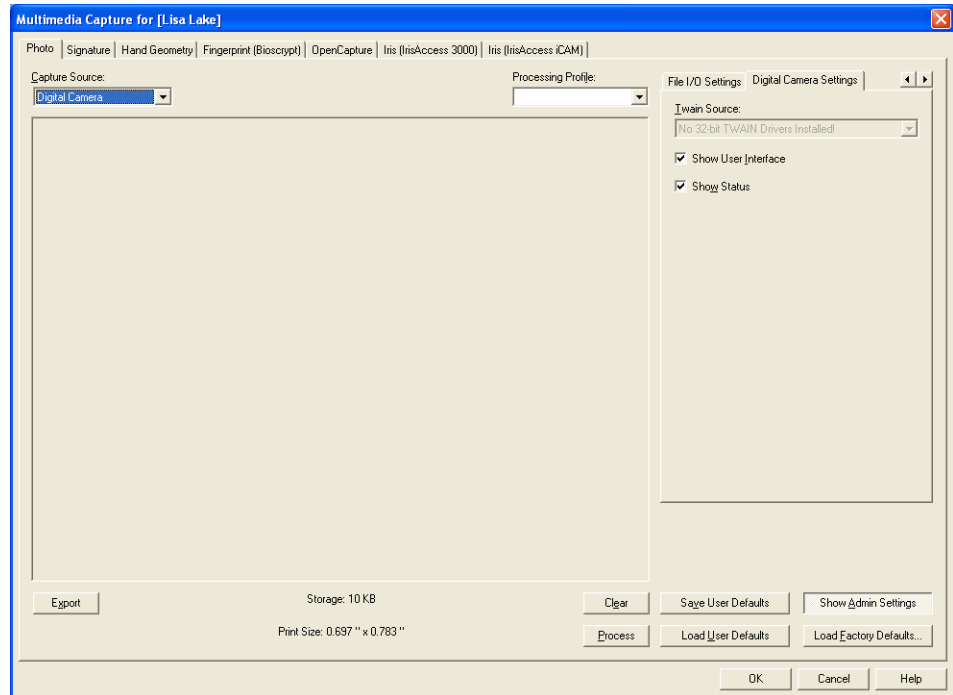 Multimedia Capture for [Lisa Lake]
Photo Signature Hand Geometry Fingerprint (Bioscrypt) OpenCapture Iris (IrisAccess 3000) Iris (IrisAccess iCAM)
Capture Source: Processing Profile:
Digital Camera
File I/O Settings Digital Camera Settings
Twain Source:
No 32-bit TWAIN Drivers Installed!
Show User Interface
Show Status
Export Storage: 10 KB Clear Save User Defaults Show Admin Settings
Print Size: 0.697 '' x 0.783 '' Process Load User Defaults Load Factory Defaults...
OK Cancel Help